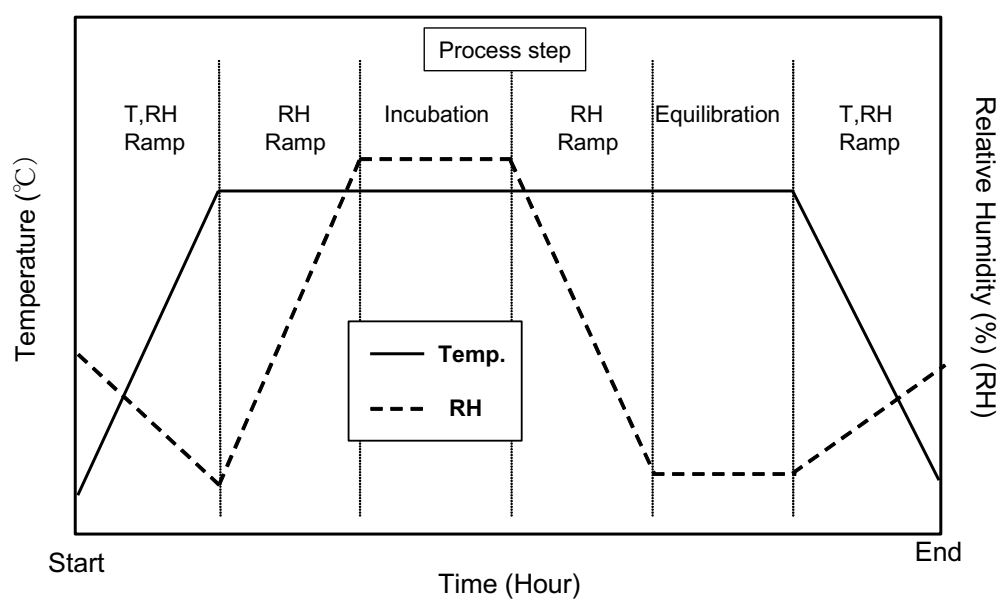 Process step
T,RH
Ramp
RH
Ramp
Incubation
RH
Ramp
Equilibration
T,RH
Ramp
Temperature (℃)
Relative Humidity (%) (RH)
Temp.
RH
Start
End
Time (Hour)